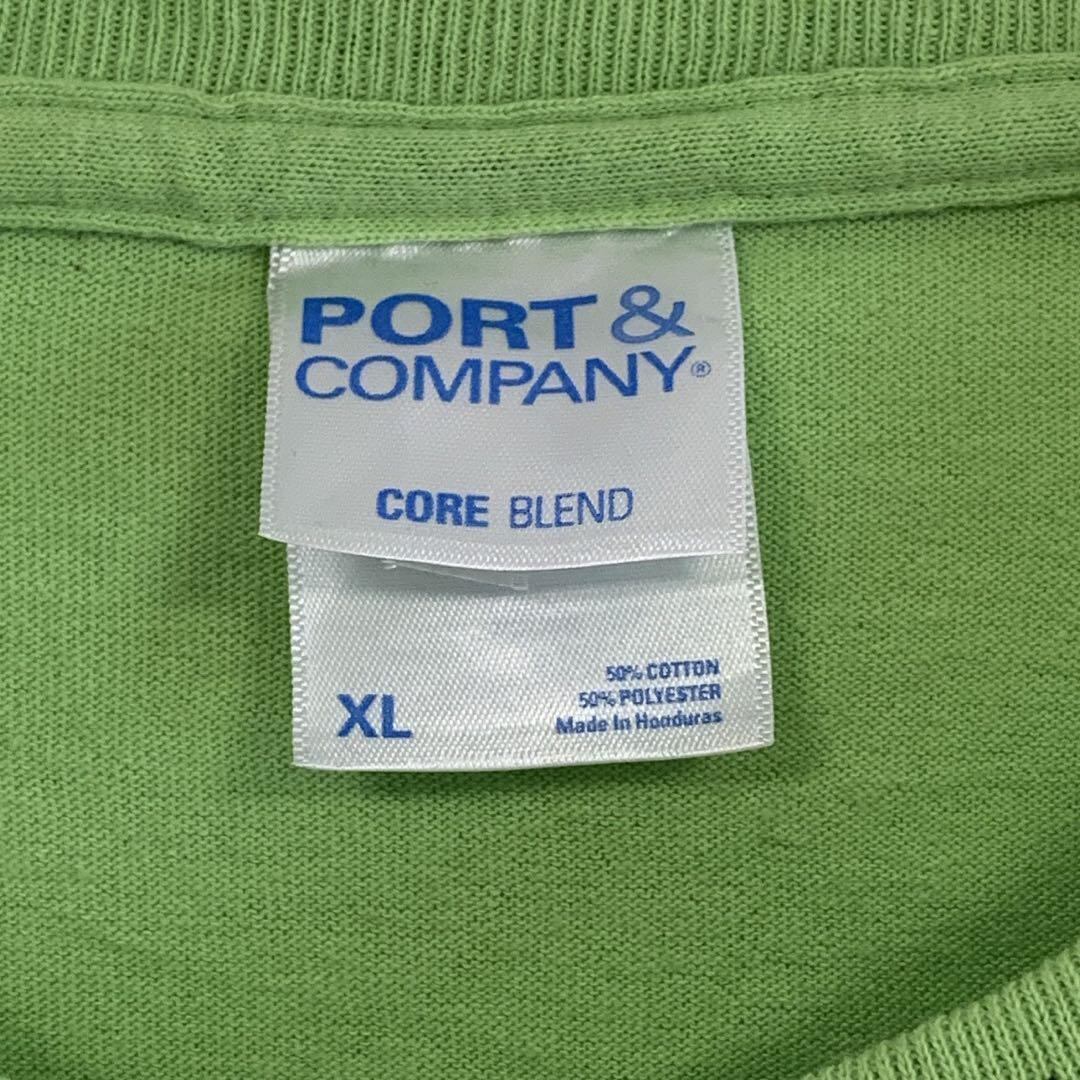 PORT &
COMPANY®
CORE BLEND
XL
50% COTTON
50% POLYESTER
Made In Honduras